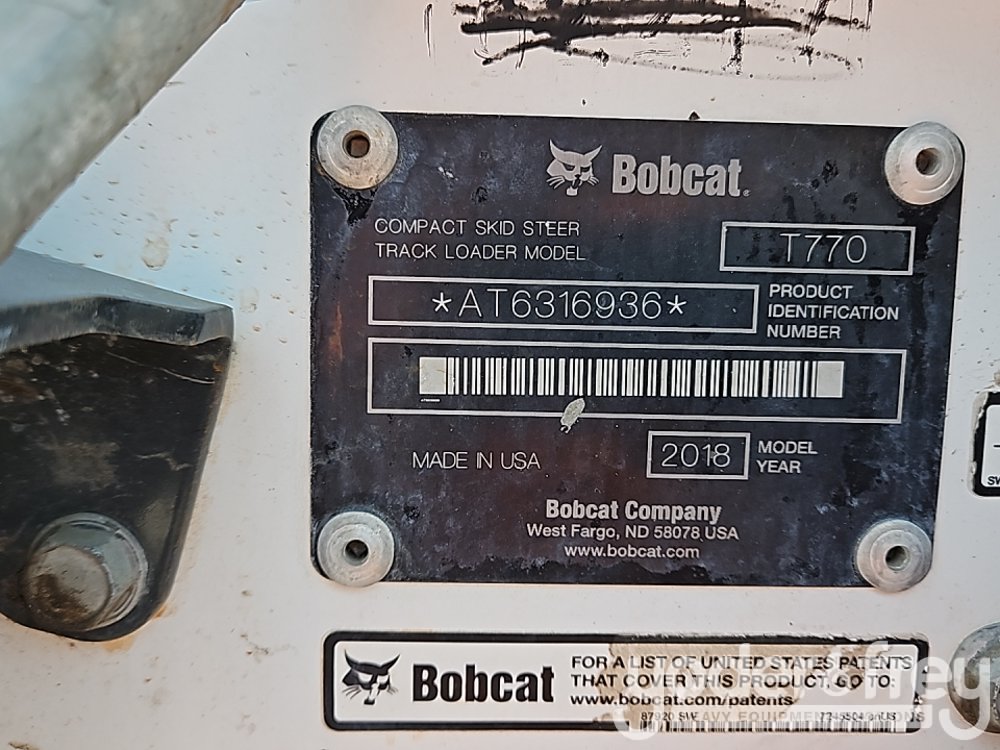 Bobcat®
COMPACT SKID STEER
TRACK LOADER MODEL
T770
*AT6316936*
PRODUCT
IDENTIFICATION
NUMBER
MADE IN USA
2018
MODEL
YEAR
Bobcat Company
West Fargo, ND 58078 USA
www.bobcat.com
Bobcat
FOR A LIST OF UNITED STATES PATENTS
THAT COVER THIS PRODUCT, GO TO:
www.bobcat.com/patents